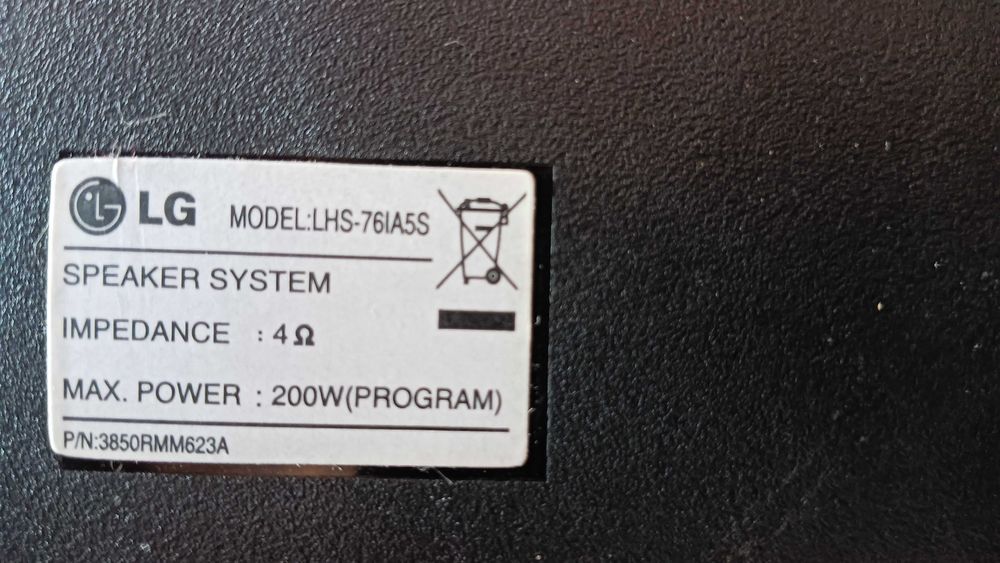 LG MODEL:LHS-76IA5S
SPEAKER SYSTEM
IMPEDANCE : 4Ω
MAX. POWER : 200W(PROGRAM)
P/N:3850RMM623A